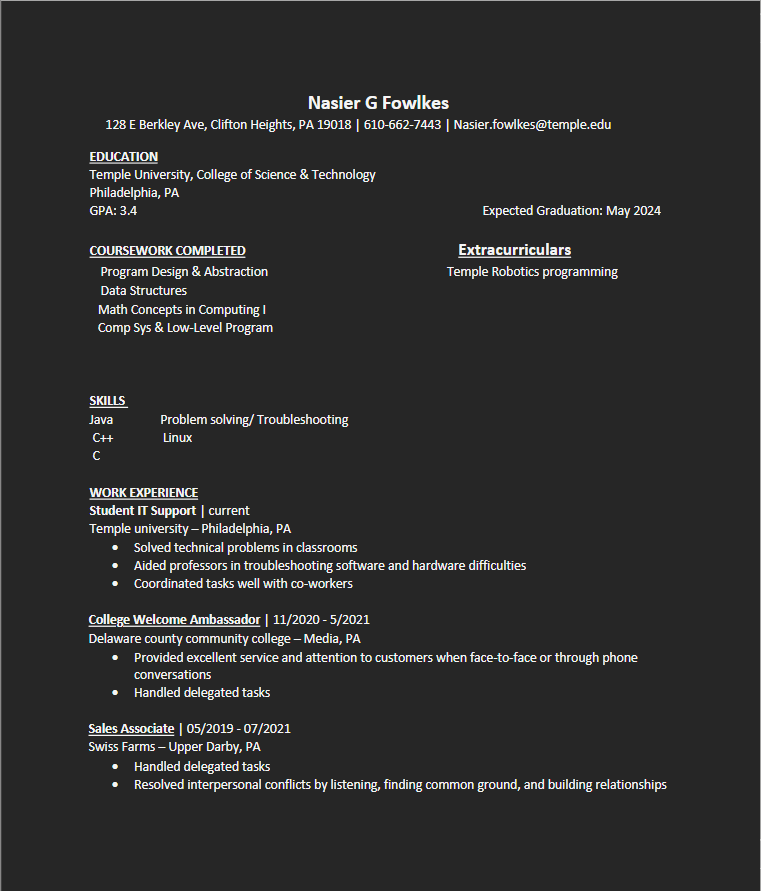 Nasier G Fowlkes
128 E Berkley Ave, Clifton Heights, PA 19018 | 610-662-7443 | Nasier.fowlkes@temple.edu
EDUCATION
Temple University, College of Science & Technology
Philadelphia, PA
GPA: 3.4 Expected Graduation: May 2024
COURSEWORK COMPLETED Extracurriculars
Program Design & Abstraction Temple Robotics programming
Data Structures
Math Concepts in Computing I
Comp Sys & Low-Level Program
SKILLS
Java Problem solving/ Troubleshooting
C++ Linux
C
WORK EXPERIENCE
Student IT Support | current
Temple university – Philadelphia, PA
• Solved technical problems in classrooms
• Aided professors in troubleshooting software and hardware difficulties
• Coordinated tasks well with co-workers
College Welcome Ambassador | 11/2020 - 5/2021
Delaware county community college – Media, PA
• Provided excellent service and attention to customers when face-to-face or through phone
conversations
• Handled delegated tasks
Sales Associate | 05/2019 - 07/2021
Swiss Farms – Upper Darby, PA
• Handled delegated tasks
• Resolved interpersonal conflicts by listening, finding common ground, and building relationships